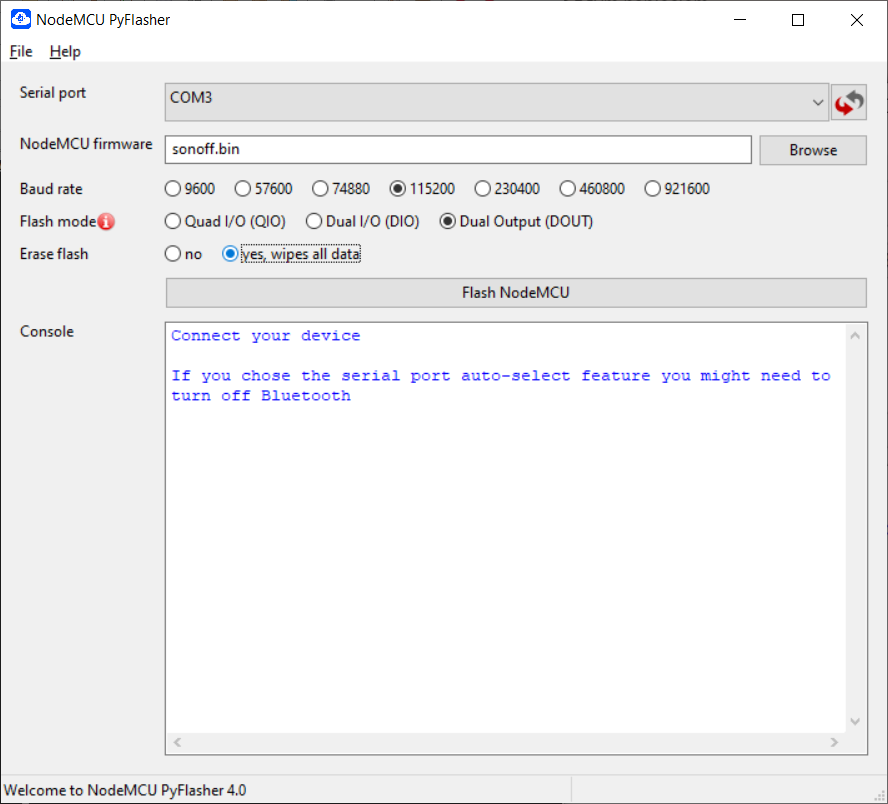 NodeMCU PyFlasher
File Help
Serial port COM3
NodeMCU firmware sonoff.bin Browse
Baud rate 9600 57600 74880 115200 230400 460800 921600
Flash mode Quad I/O (QIO) Dual I/O (DIO) Dual Output (DOUT)
Erase flash no yes, wipes all data
Flash NodeMCU
Console
Connect your device
If you chose the serial port auto-select feature you might need to
turn off Bluetooth
Welcome to NodeMCU PyFlasher 4.0